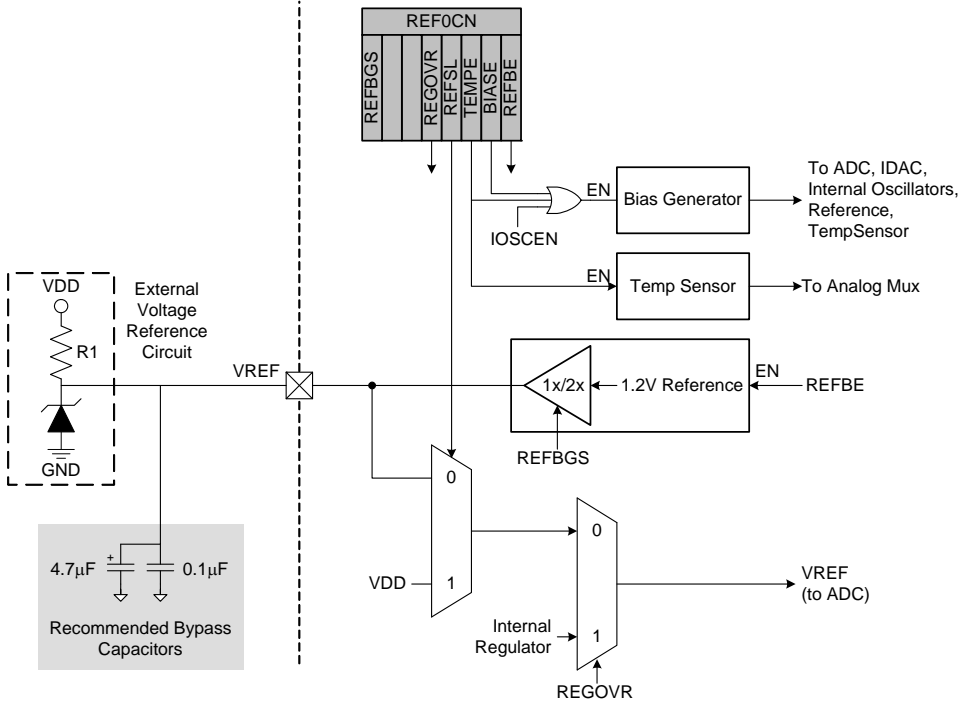 REF0CN
REFBGS
REGOVR
REFSL
TEMPE
BIASE
REFBE
EN
Bias Generator
To ADC, IDAC,
Internal Oscillators,
Reference,
TempSensor
IOSCEN
EN
Temp Sensor
To Analog Mux
VDD
R1
GND
External
Voltage
Reference
Circuit
VREF
1x/2x
1.2V Reference
EN
REFBE
REFBGS
0
VDD
1
0
Internal
Regulator
1
REGOVR
VREF
(to ADC)
4.7μF
+
0.1μF
Recommended Bypass
Capacitors